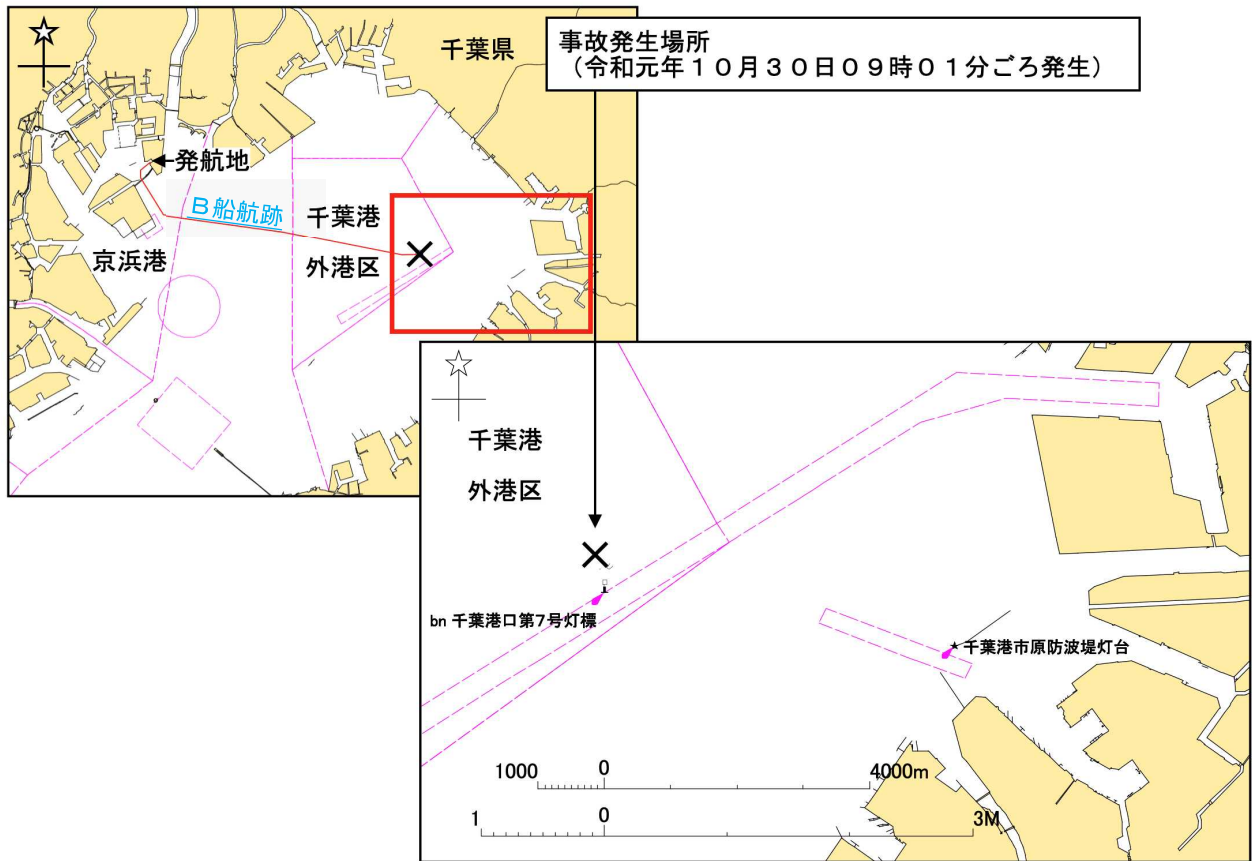 千葉県
事故発生場所
（令和元年１０月３０日０９時０１分ごろ発生）
発航地
Ｂ船航跡
千葉港
外港区
京浜港
千葉港
外港区
bn 千葉港口第7号灯標
千葉港市原防波堤灯台
1000 0 4000m
1 0 3M